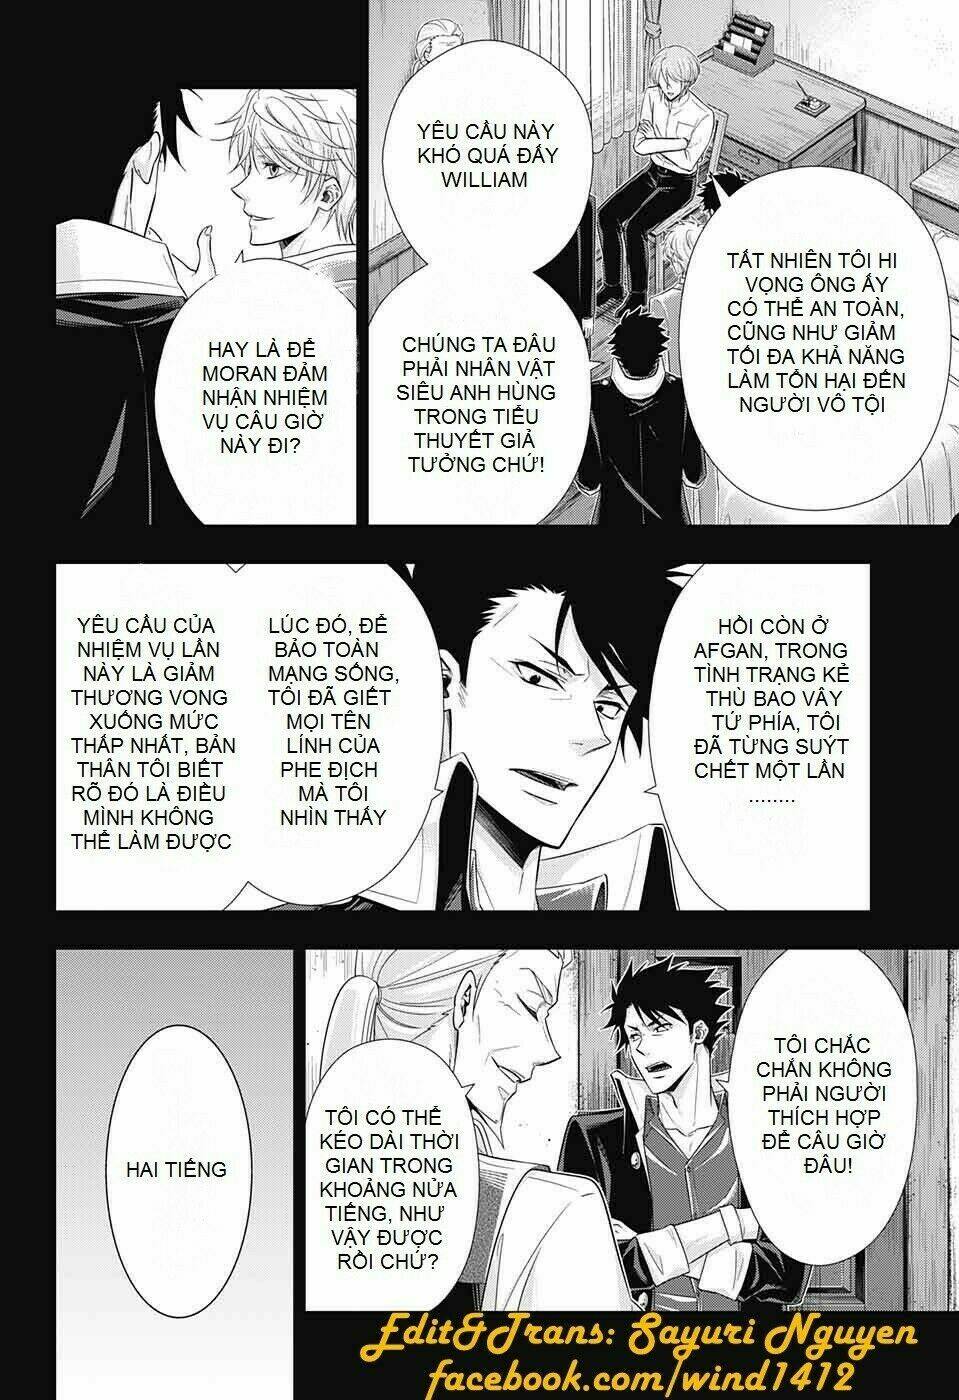 TẤT NHIÊN TÔI HI
VỌNG ÔNG ẤY
CÓ THỂ AN TOÀN,
CŨNG NHƯ GIẢM
TỐI ĐA KHẢ NĂNG
LÀM TỔN HẠI ĐẾN
NGƯỜI VÔ TỘI
YÊU CẦU NÀY
KHÓ QUÁ ĐẤY
WILLIAM
CHÚNG TA ĐÂU
PHẢI NHÂN VẬT
SIÊU ANH HÙNG
TRONG TIỂU
THUYẾT GIẢ
TƯỞNG CHỨ!
HAY LÀ ĐỂ
MORAN ĐẢM
NHẬN NHIỆM
VỤ CÂU GIỜ
NÀY ĐI?
HỒI CÒN Ở
AFGAN, TRONG
TÌNH TRẠNG KẺ
THÙ BAO VÂY
TỨ PHÍA, TÔI
ĐÃ TỪNG SUÝT
CHẾT MỘT LẦN
........
LÚC ĐÓ, ĐỂ
BẢO TOÀN
MẠNG SỐNG,
TÔI ĐÃ GIẾT
MỌI TÊN
LÍNH CỦA
PHE ĐỊCH
MÀ TÔI
NHÌN THẤY
YÊU CẦU CỦA
NHIỆM VỤ LẦN
NÀY LÀ GIẢM
THƯƠNG VONG
XUỐNG MỨC
THẤP NHẤT, BẢN
THÂN TÔI BIẾT
RÕ ĐÓ LÀ ĐIỀU
MÌNH KHÔNG
THỂ LÀM ĐƯỢC
TÔI CHẮC
CHẮN KHÔNG
PHẢI NGƯỜI
THÍCH HỢP
ĐỂ CÂU GIỜ
ĐÂU!
TÔI CÓ THỂ
KÉO DÀI THỜI
GIAN TRONG
KHOẢNG NỬA
TIẾNG, NHƯ
VẬY ĐƯỢC
RỒI CHỨ?
HAI TIẾNG
Edit&Trans: Sayuri Nguyen
facebook.com/wind1412